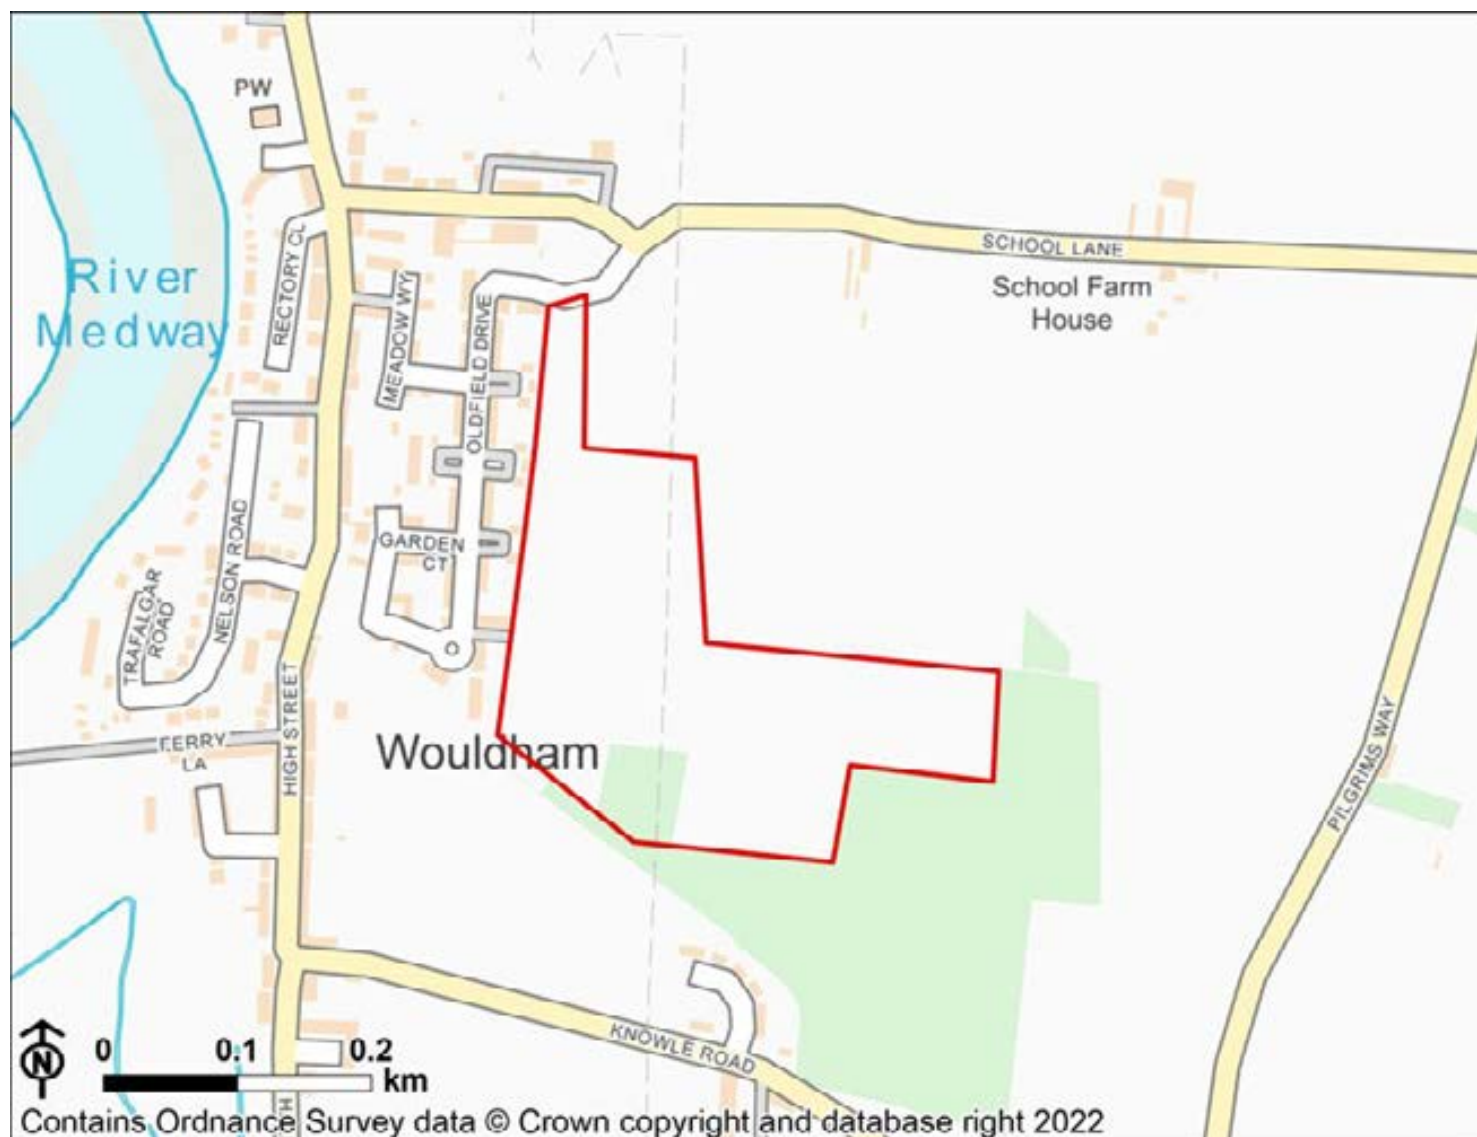 PW
SCHOOL LANE
School Farm
House
River
Medway
RECTORY CL
MEADOW WY
OLDFIELD DRIVE
GARDEN
CT
NELSON ROAD
TRAFALGAR
ROAD
HIGH STREET
FERRY
LA
Wouldham
PILGRIMS WAY
KNOWLE ROAD
N
0 0.1 0.2
km
Contains Ordnance Survey data © Crown copyright and database right 2022